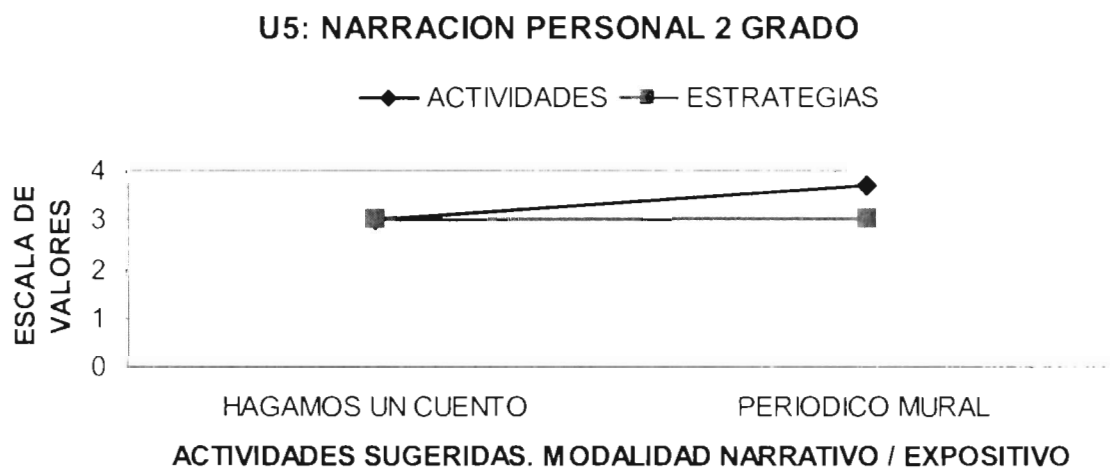 U5: NARRACION PERSONAL 2 GRADO
ACTIVIDADES ESTRATEGIAS
ESCALA DE
VALORES
4
3
2
1
0
HAGAMOS UN CUENTO PERIODICO MURAL
ACTIVIDADES SUGERIDAS. MODALIDAD NARRATIVO / EXPOSITIVO